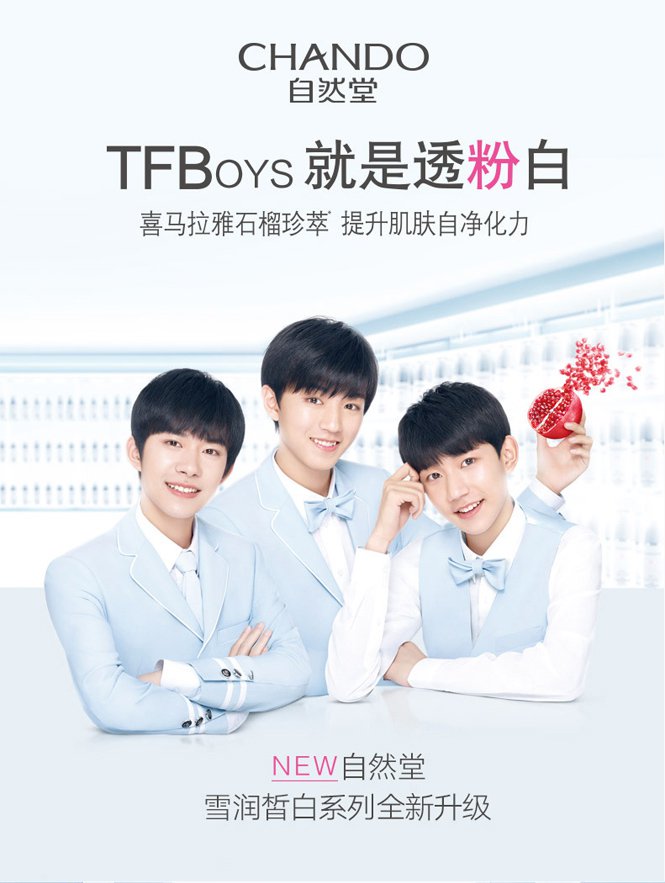 CHANDO
自然堂
TFBOYS 就是透粉白
喜马拉雅石榴珍萃* 提升肌肤自净化力
NEW自然堂
雪润皙白系列全新升级